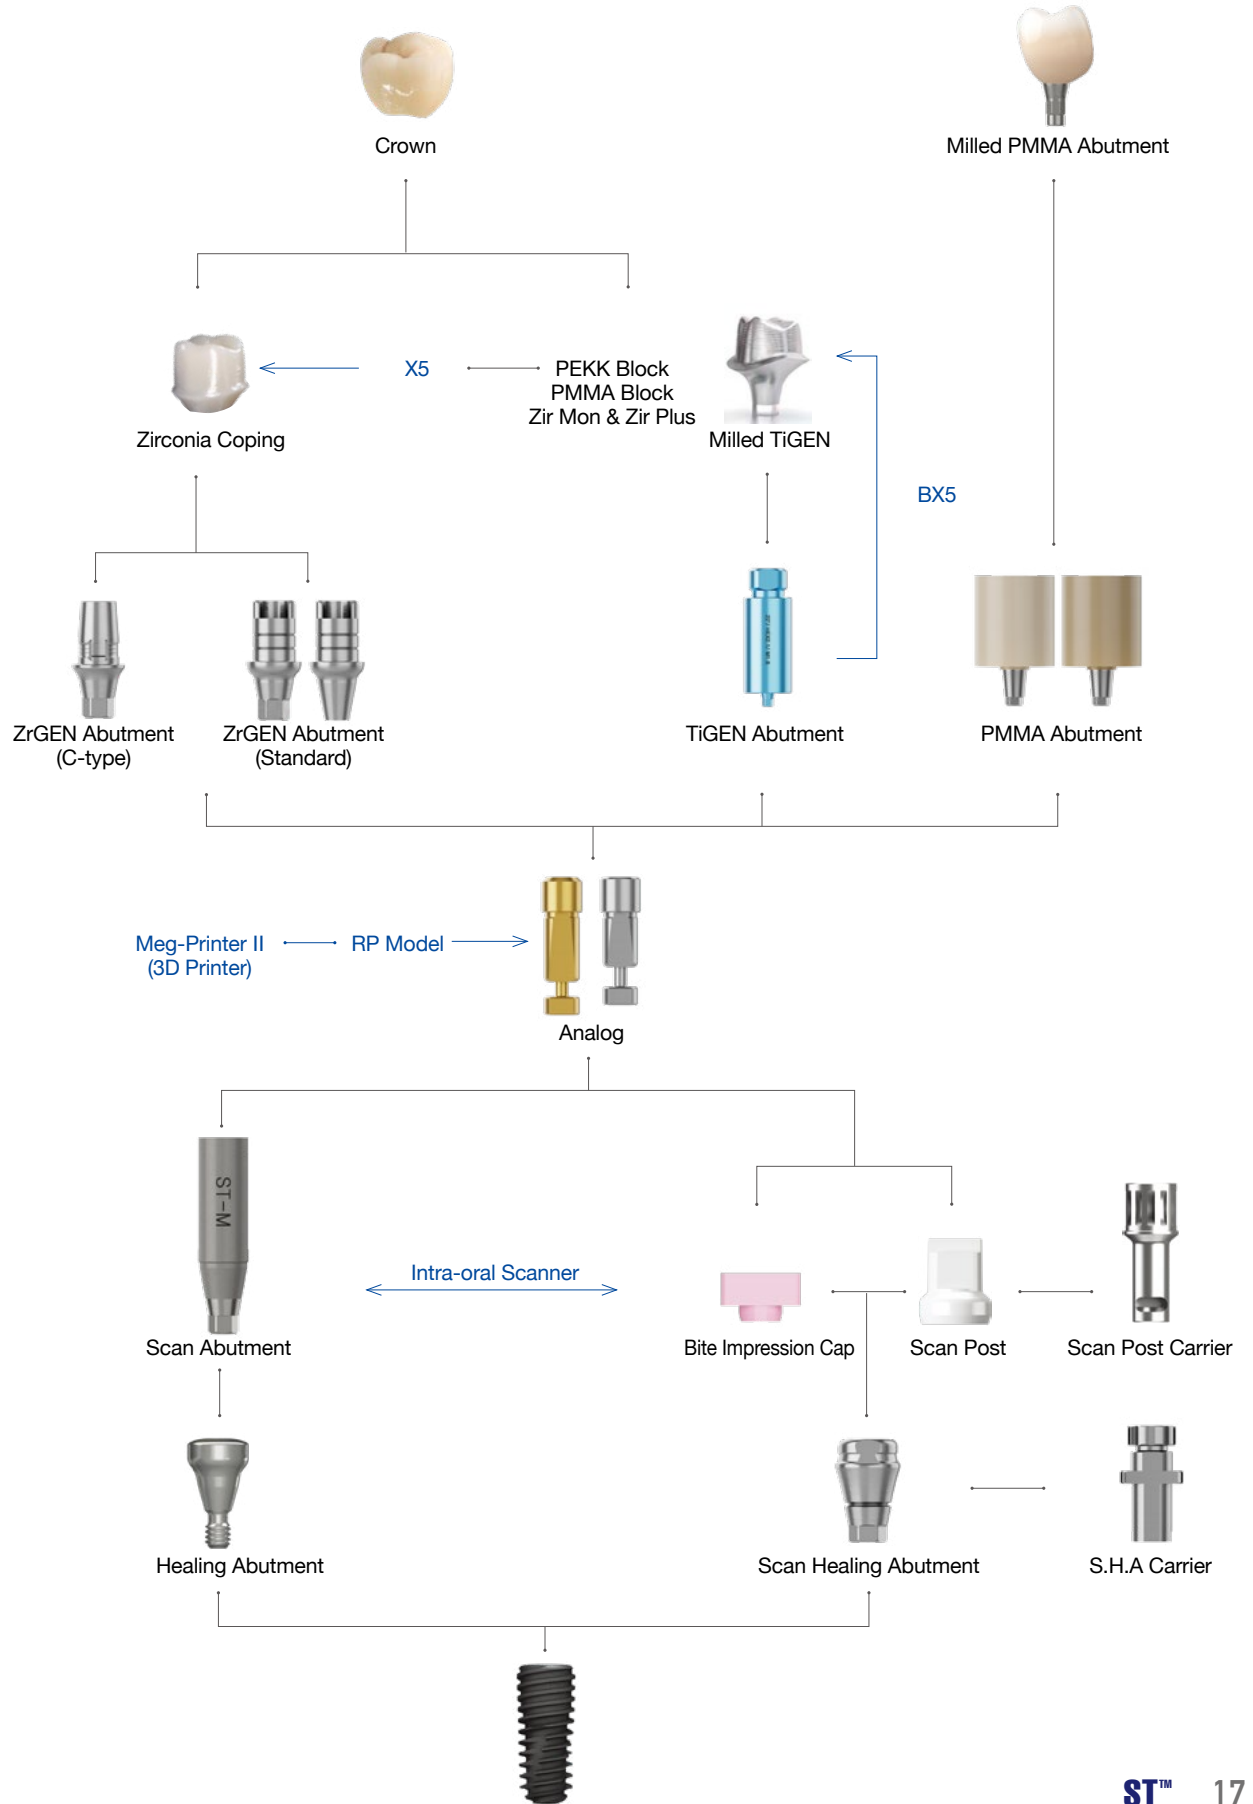 Crown
Milled PMMA Abutment
X5
PEKK Block
PMMA Block
Zir Mon & Zir Plus
Zirconia Coping
Milled TiGEN
BX5
ZrGEN Abutment
(C-type)
ZrGEN Abutment
(Standard)
TiGEN Abutment
PMMA Abutment
Meg-Printer II
(3D Printer)
RP Model
Analog
ST-M
Intra-oral Scanner
Scan Abutment
Bite Impression Cap
Scan Post
Scan Post Carrier
Healing Abutment
Scan Healing Abutment
S.H.A Carrier
ST™ 17